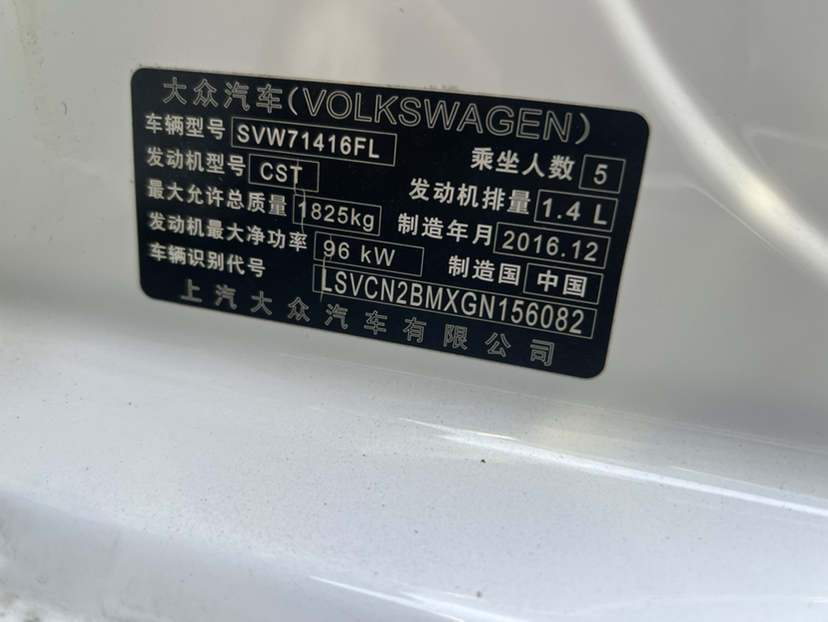 大众汽车(VOLKSWAGEN)
车辆型号 SVW71416FL 乘坐人数 5
发动机型号 CST 发动机排量 1.4 L
最大允许总质量 1825kg 制造年月 2016.12
发动机最大净功率 96 kW 制造国 中国
车辆识别代号 LSVCN2BMXGN156082
上汽大众汽车有限公司